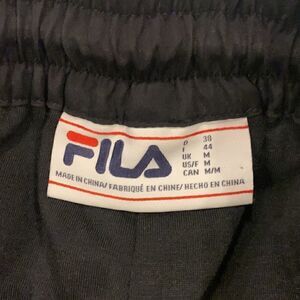 FILA
D 38
I 44
UK M
US/F M
CAN M/M
MADE IN CHINA/ FABRIQUÉ EN CHINE/ HECHO EN CHINA